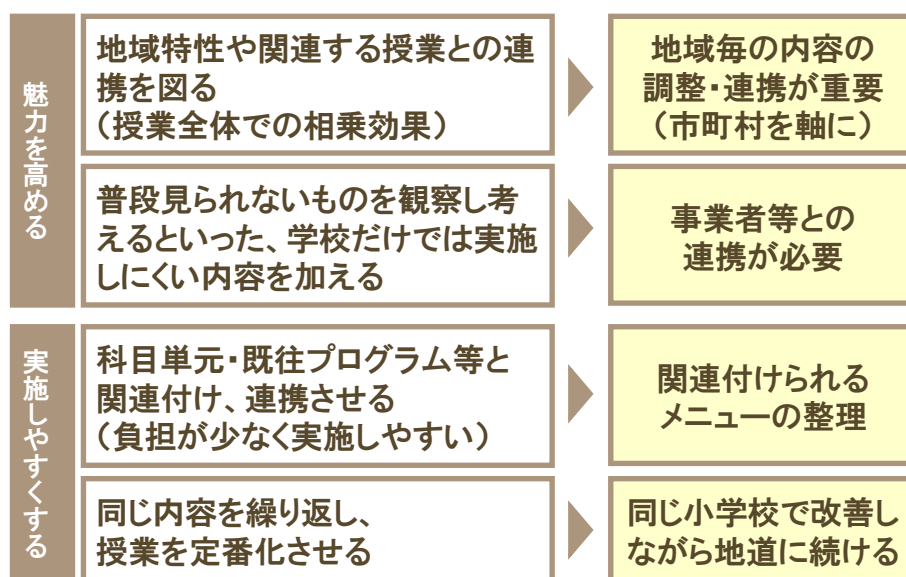 魅力を高める
地域特性や関連する授業との連
携を図る
（授業全体での相乗効果）
地域毎の内容の
調整・連携が重要
（市町村を軸に）
普段見られないものを観察し考
えるといった、学校だけでは実施
しにくい内容を加える
事業者等との
連携が必要
実施しやすくする
科目単元・既往プログラム等と
関連付け、連携させる
（負担が少なく実施しやすい）
関連付けられる
メニューの整理
同じ内容を繰り返し、
授業を定番化させる
同じ小学校で改善し
ながら地道に続ける